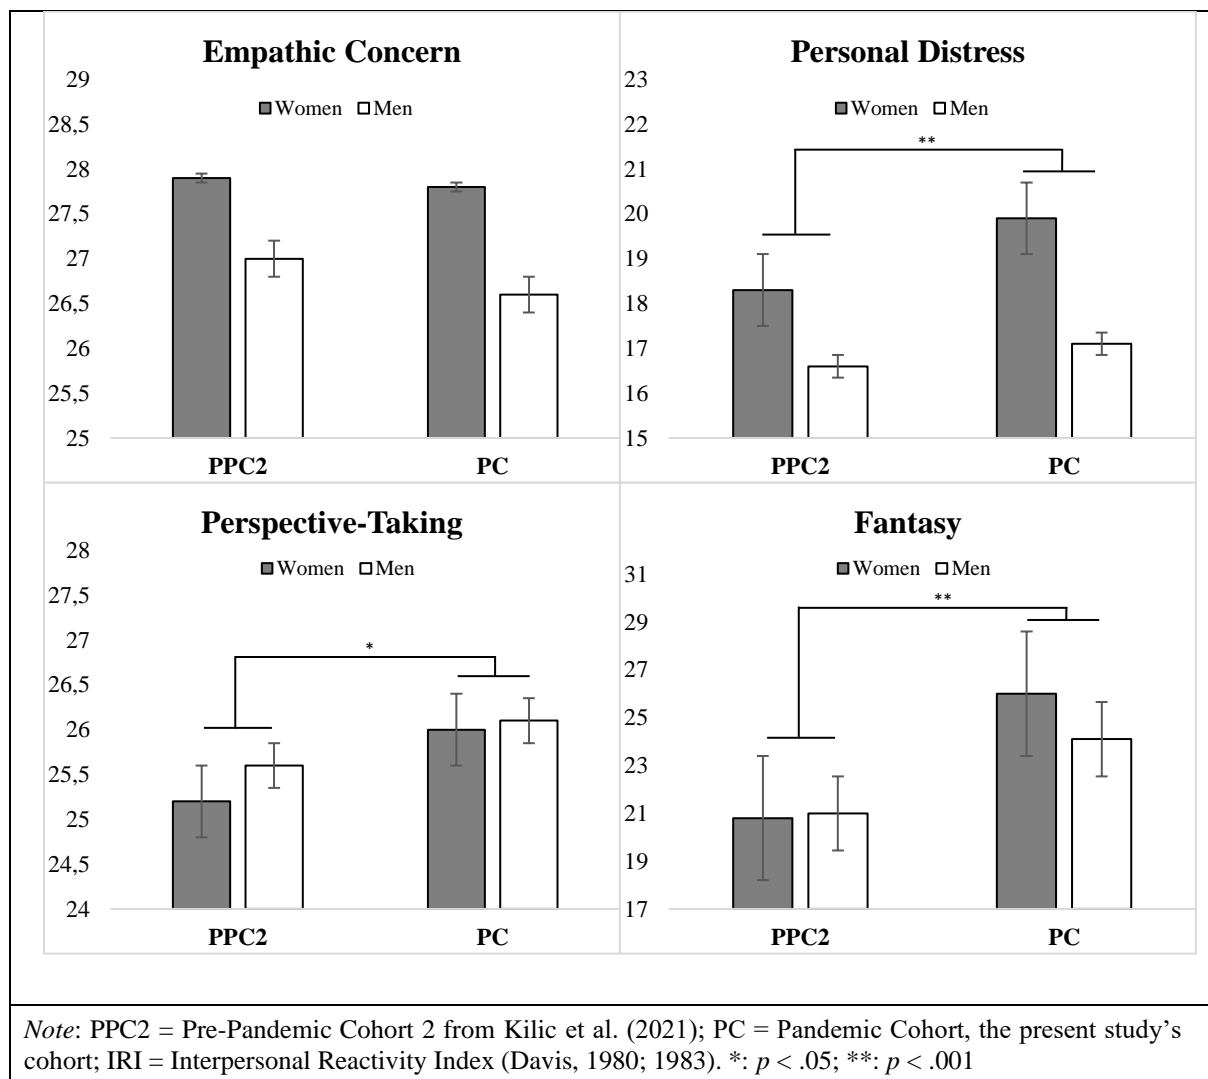 Empathic Concern
29
28,5
28
27,5
27
26,5
26
25,5
25
Women Men
PPC2 PC
Personal Distress
23
22
21
20
19
18
17
16
15
Women Men
**
PPC2 PC
Perspective-Taking
28
27,5
27
26,5
26
25,5
25
24,5
24
Women Men
*
PPC2 PC
Fantasy
31
29
27
25
23
21
19
17
Women Men
**
PPC2 PC
Note: PPC2 = Pre-Pandemic Cohort 2 from Kilic et al. (2021); PC = Pandemic Cohort, the present study's
cohort; IRI = Interpersonal Reactivity Index (Davis, 1980; 1983). *: p < .05; **: p < .001